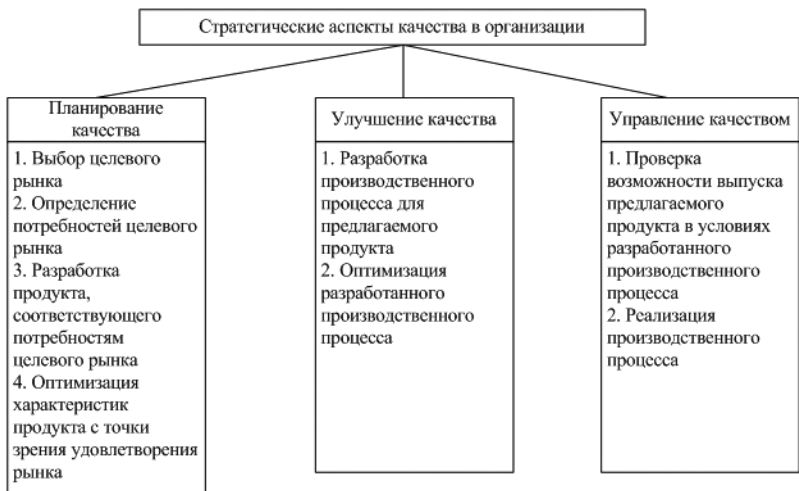 Стратегические аспекты качества в организации
Планирование
качества
1. Выбор целевого
рынка
2. Определение
потребностей целевого
рынка
3. Разработка
продукта,
соответствующего
потребностям
целевого рынка
4. Оптимизация
характеристик
продукта с точки
зрения удовлетворения
рынка
Улучшение качества
1. Разработка
производственного
процесса для
предлагаемого
продукта
2. Оптимизация
разработанного
производственного
процесса
Управление качеством
1. Проверка
возможности выпуска
предлагаемого
продукта в условиях
разработанного
производственного
процесса
2. Реализация
производственного
процесса